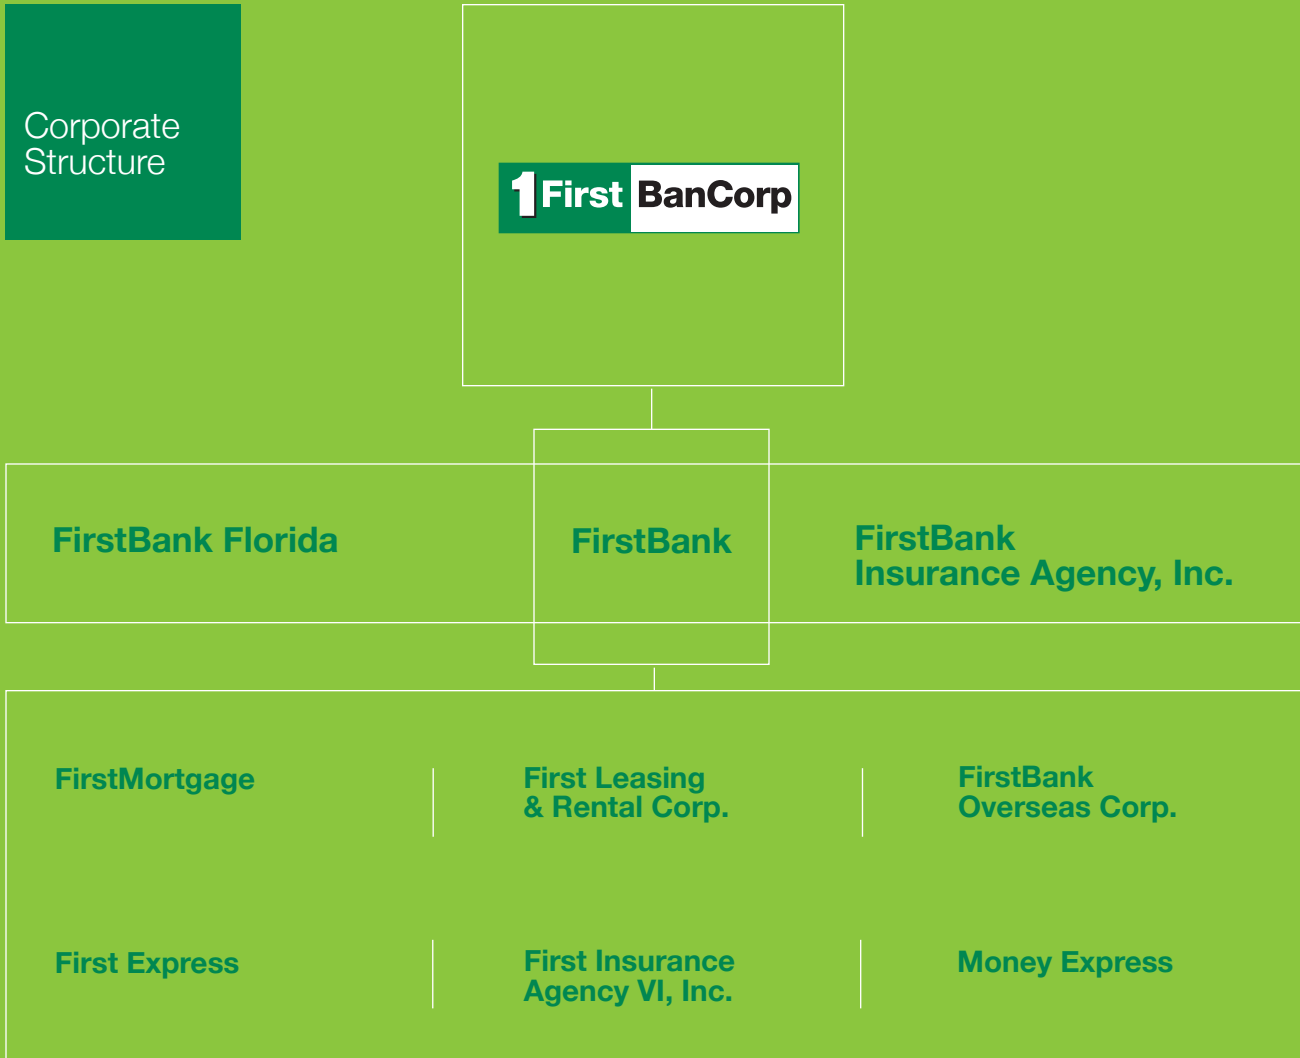 Corporate
Structure
1 First BanCorp
FirstBank Florida
FirstBank
FirstBank
Insurance Agency, Inc.
FirstMortgage
First Leasing
& Rental Corp.
FirstBank
Overseas Corp.
First Express
First Insurance
Agency VI, Inc.
Money Express